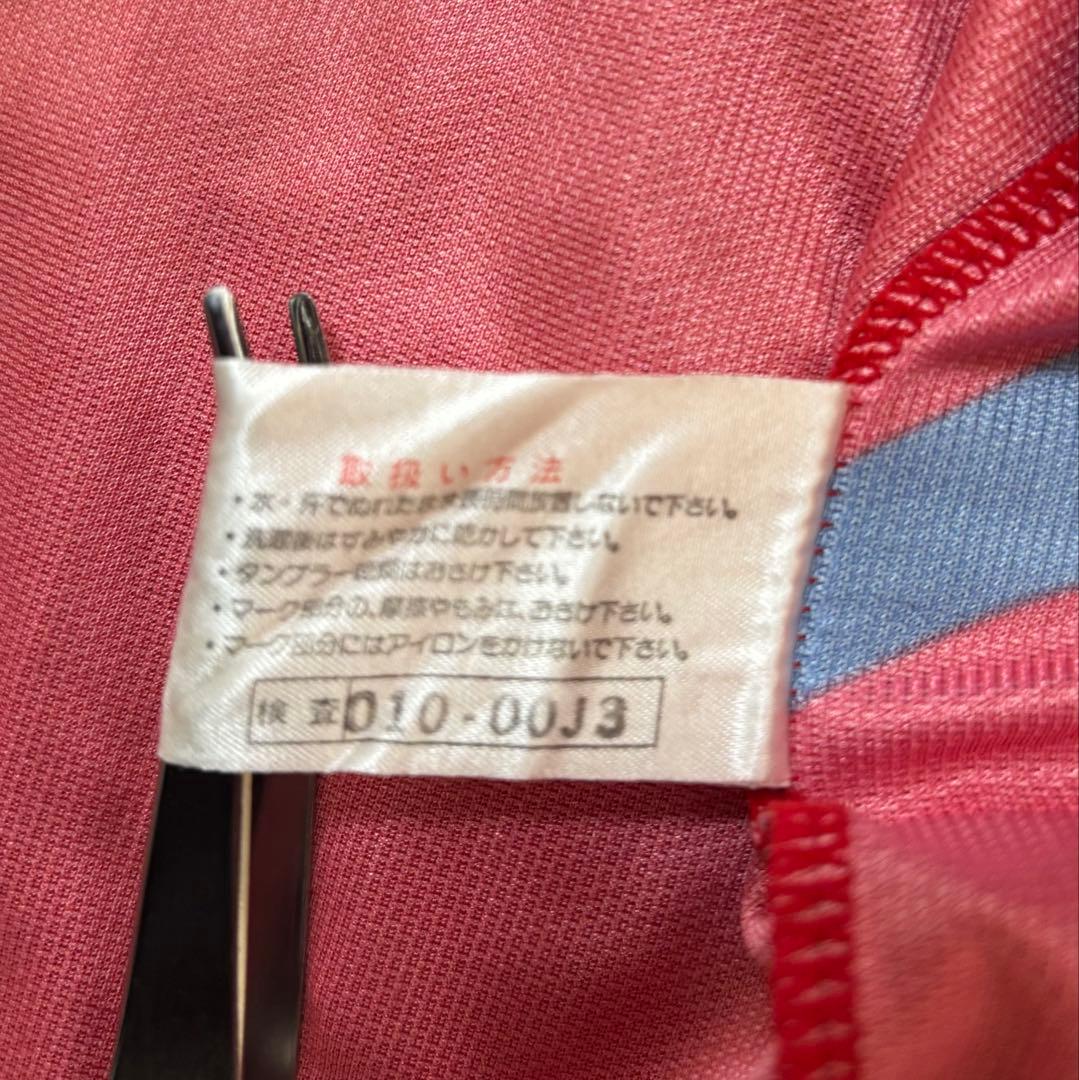 取扱い方法
・水・汗でぬれたまま長時間放置しないで下さい。
・洗濯後はすみやかに乾かして下さい。
・タンブラー乾燥はおさけ下さい。
・マーク部分の、摩擦やもみは、おさけ下さい。
・マーク部分にはアイロンをかけないで下さい。
検査 010-00J3